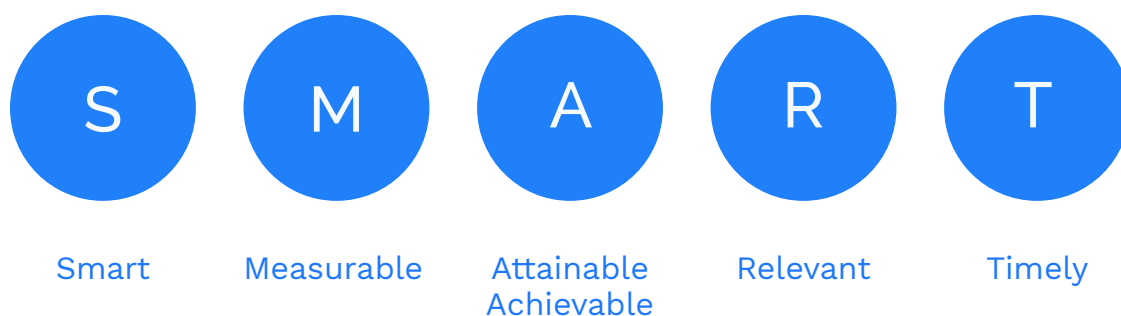 S M A R T
Smart Measurable Attainable Relevant Timely
Achievable